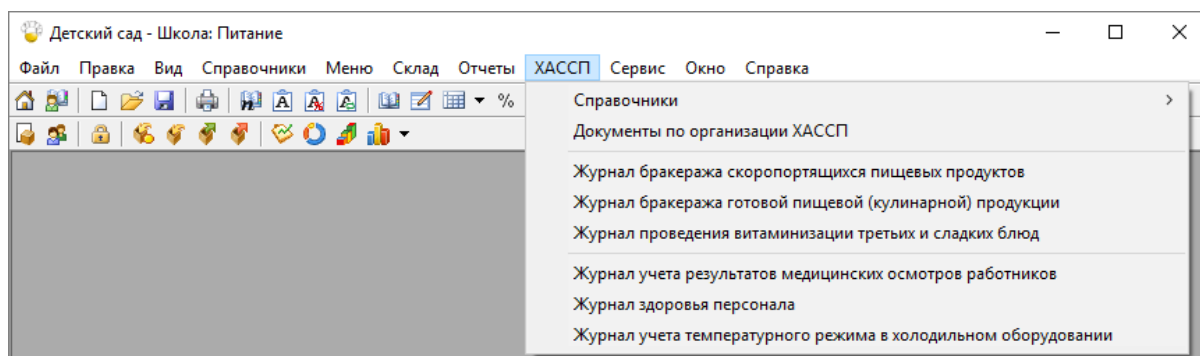 Детский сад - Школа: Питание
Файл Правка Вид Справочники Меню Склад Отчеты ХАССП Сервис Окно Справка
Справочники
Документы по организации ХАССП
Журнал бракеража скоропортящихся пищевых продуктов
Журнал бракеража готовой пищевой (кулинарной) продукции
Журнал проведения витаминизации третьих и сладких блюд
Журнал учета результатов медицинских осмотров работников
Журнал здоровья персонала
Журнал учета температурного режима в холодильном оборудовании